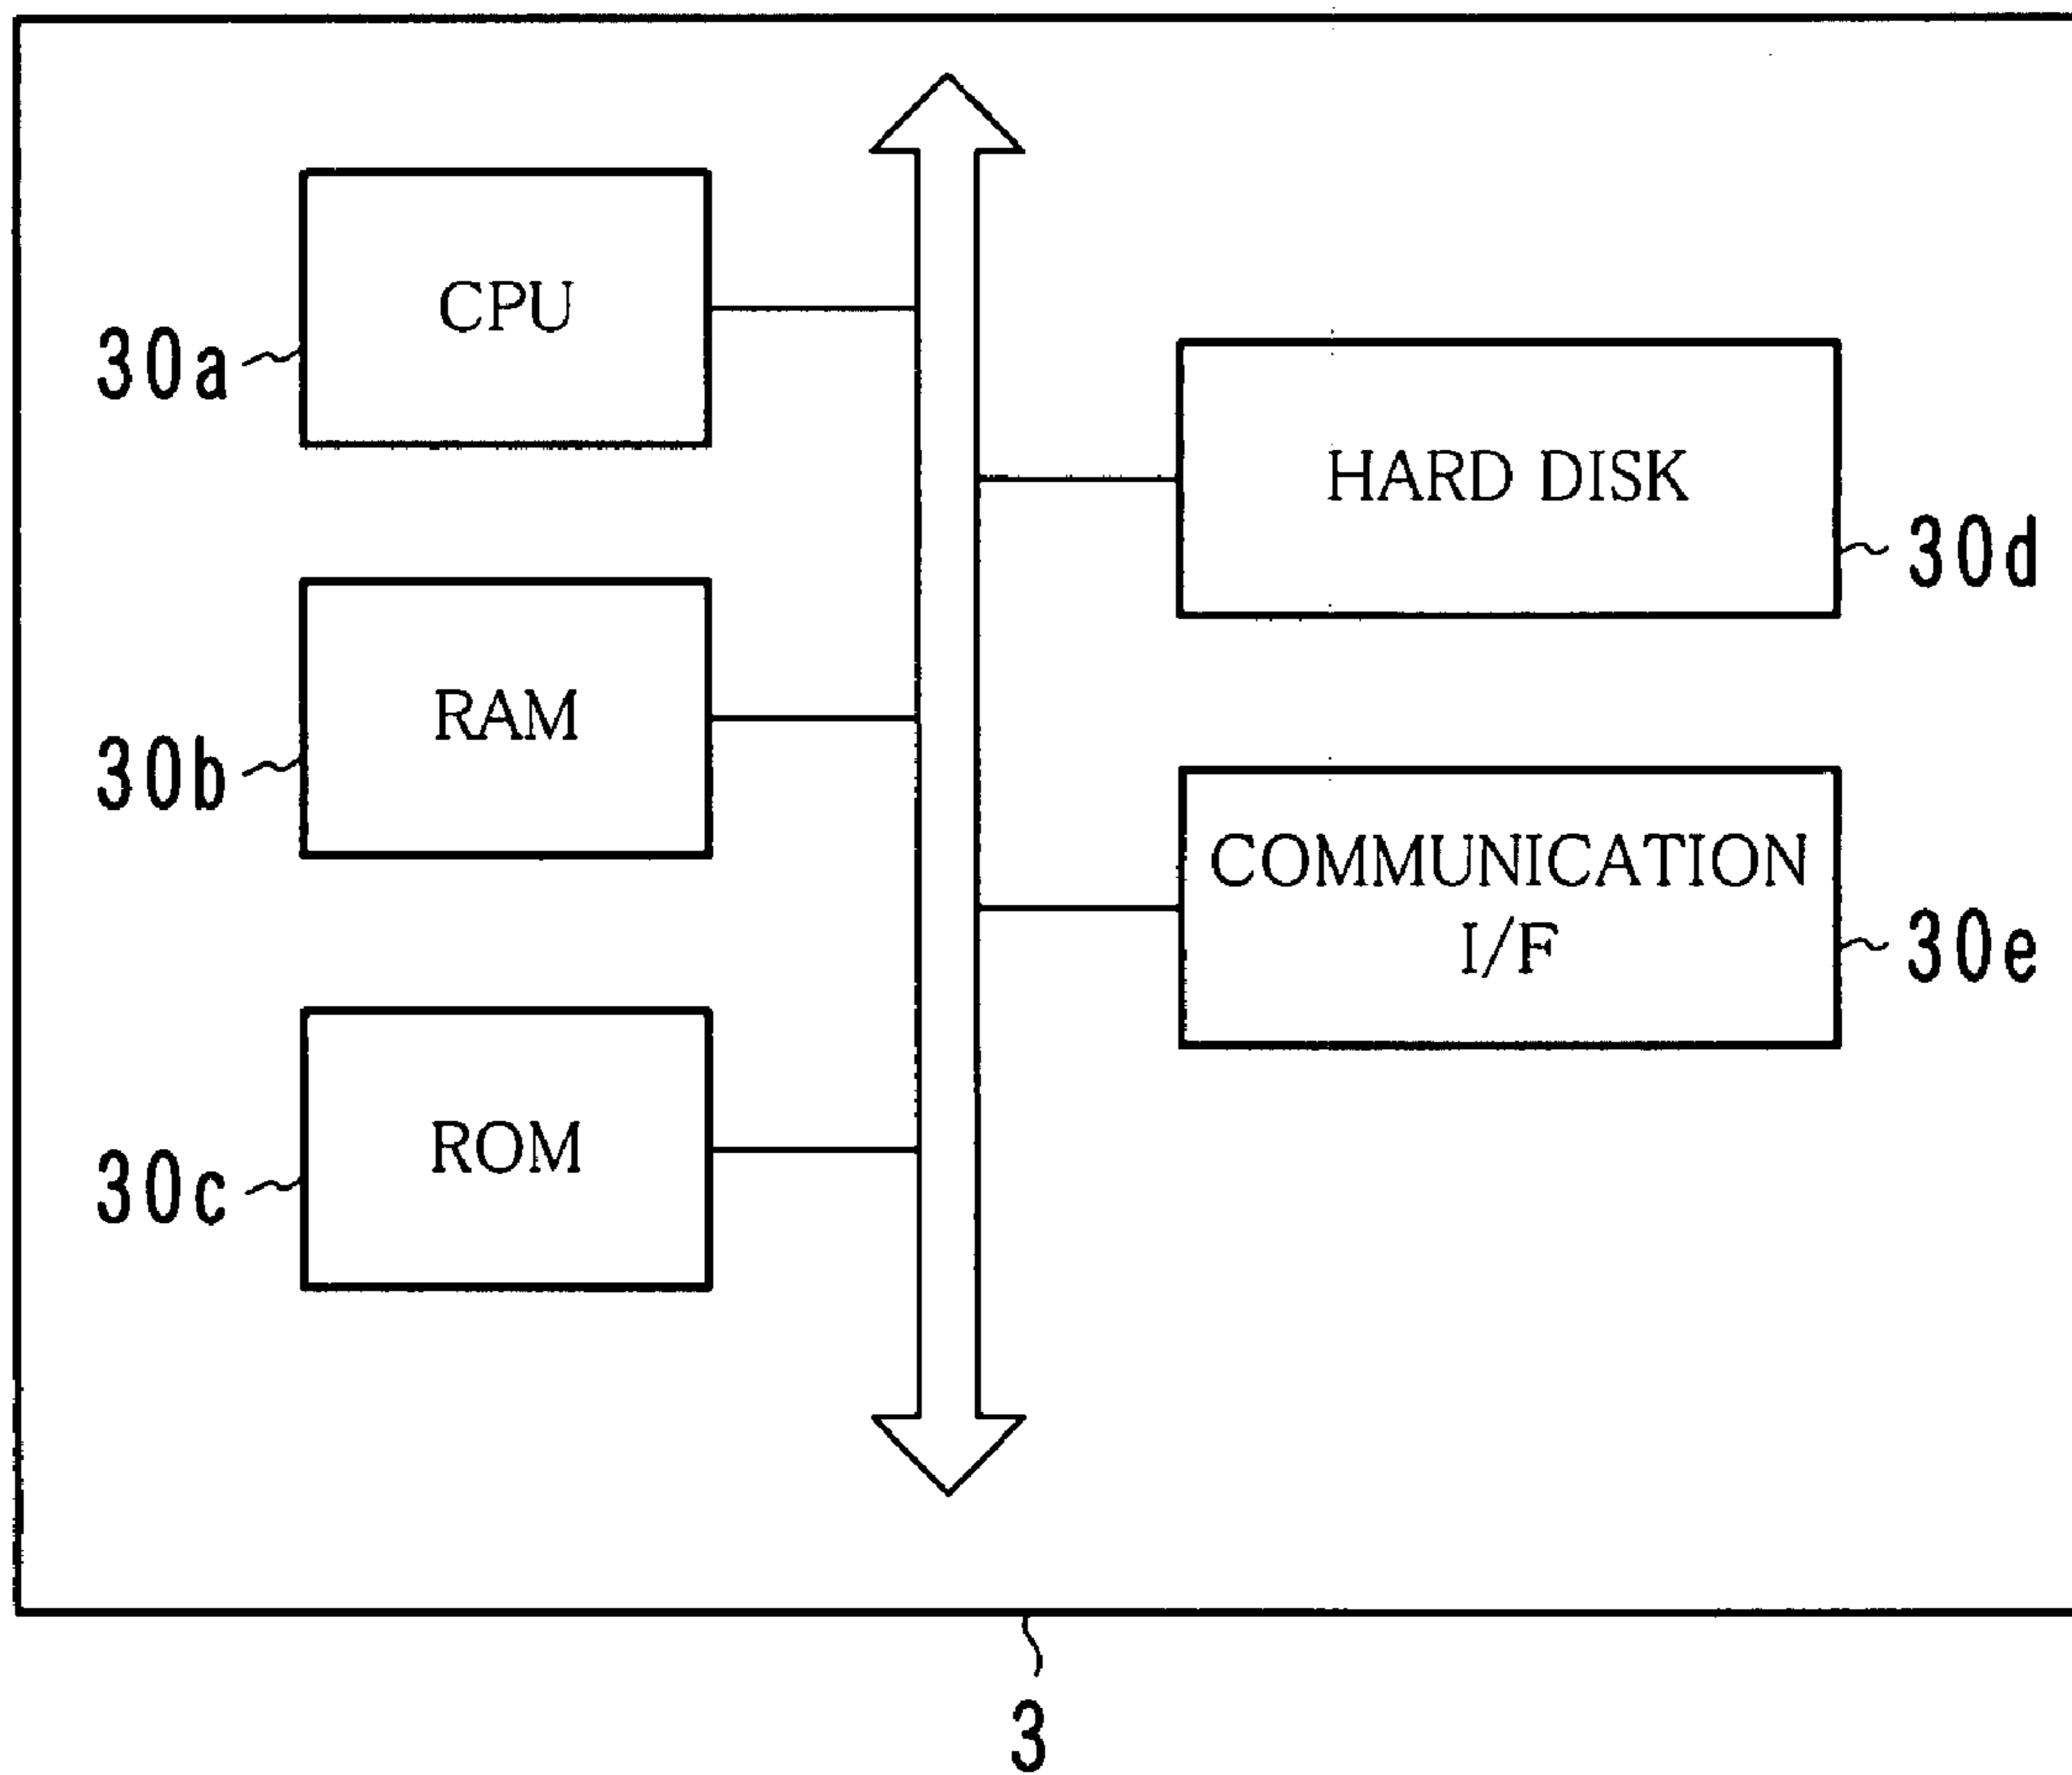 CPU
30a
RAM
30b
ROM
30c
HARD DISK
30d
COMMUNICATION
I/F
30e
3